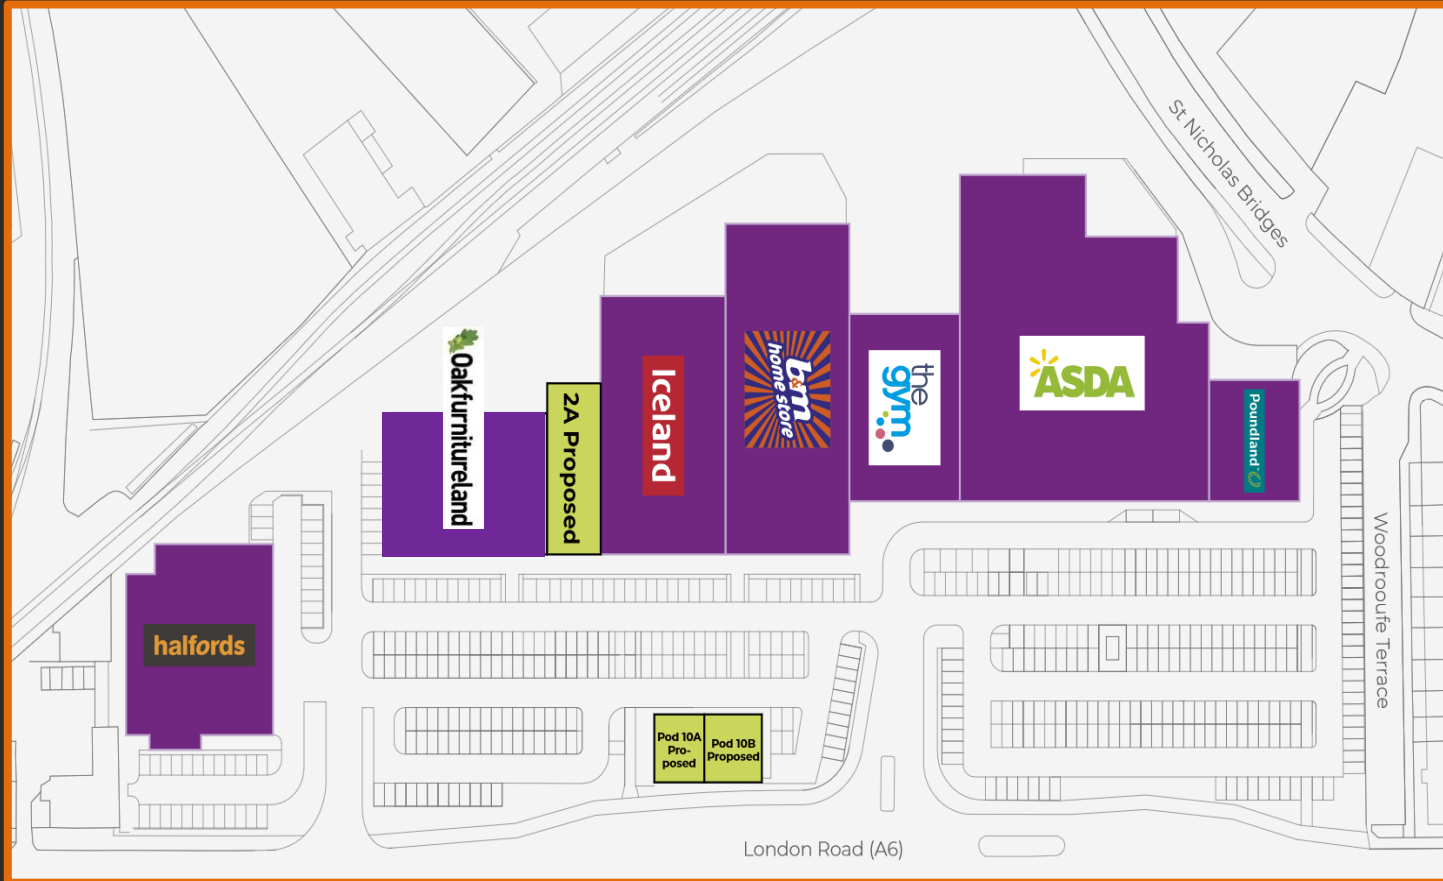 St Nicholas Bridges
Oakfurnitureland
2A Proposed
Iceland
b&m
home store
the
gym
ASDA
Poundland
halfords
Woodrooufe Terrace
Pod 10A
Pro-
posed
Pod 10B
Proposed
London Road (A6)